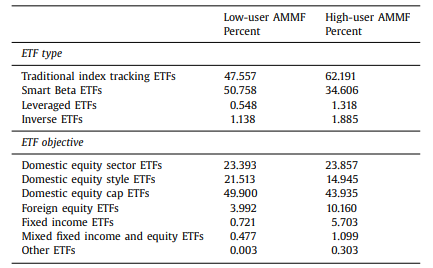 Low-user AMMF High-user AMMF
Percent Percent
ETF type
Traditional index tracking ETFs 47.557 62.191
Smart Beta ETFs 50.758 34.606
Leveraged ETFs 0.548 1.318
Inverse ETFs 1.138 1.885
ETF objective
Domestic equity sector ETFs 23.393 23.857
Domestic equity style ETFs 21.513 14.945
Domestic equity cap ETFs 49.900 43.935
Foreign equity ETFs 3.992 10.160
Fixed income ETFs 0.721 5.703
Mixed fixed income and equity ETFs 0.477 1.099
Other ETFs 0.003 0.303